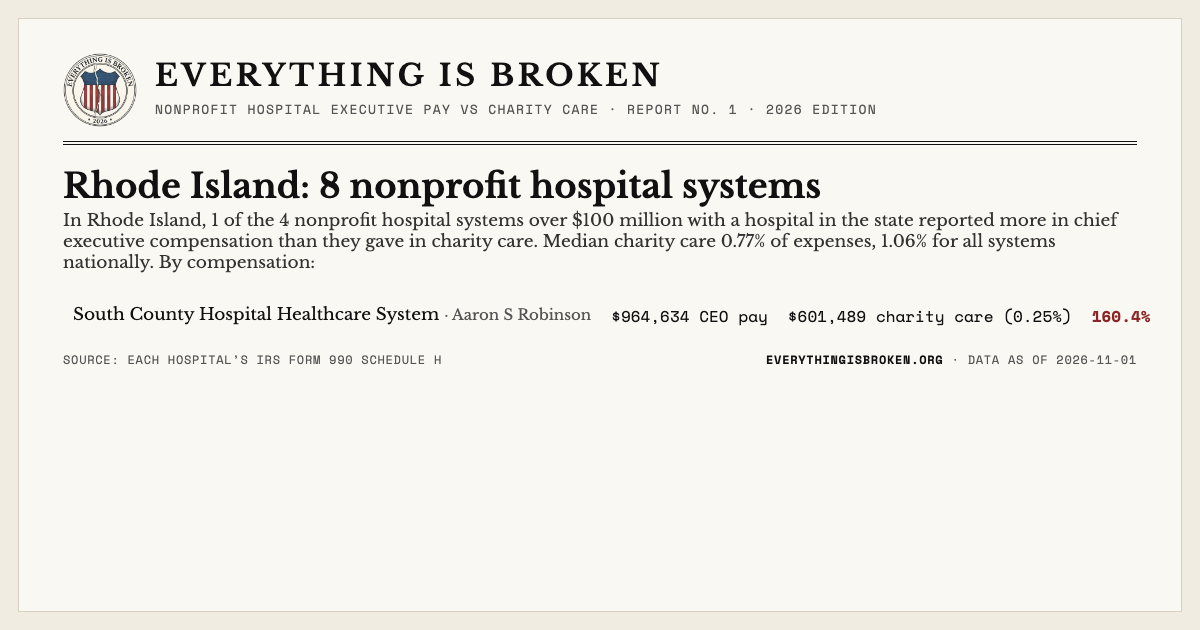 EVERYTHING IS BROKEN
2026
EVERYTHING IS BROKEN
NONPROFIT HOSPITAL EXECUTIVE PAY VS CHARITY CARE · REPORT NO. 1 · 2026 EDITION
Rhode Island: 8 nonprofit hospital systems
In Rhode Island, 1 of the 4 nonprofit hospital systems over $100 million with a hospital in the state reported more in chief
executive compensation than they gave in charity care. Median charity care 0.77% of expenses, 1.06% for all systems
nationally. By compensation:
South County Hospital Healthcare System · Aaron S Robinson $964,634 CEO pay $601,489 charity care (0.25%) 160.4%
SOURCE: EACH HOSPITAL’S IRS FORM 990 SCHEDULE H EVERYTHINGISBROKEN.ORG · DATA AS OF 2026-11-01